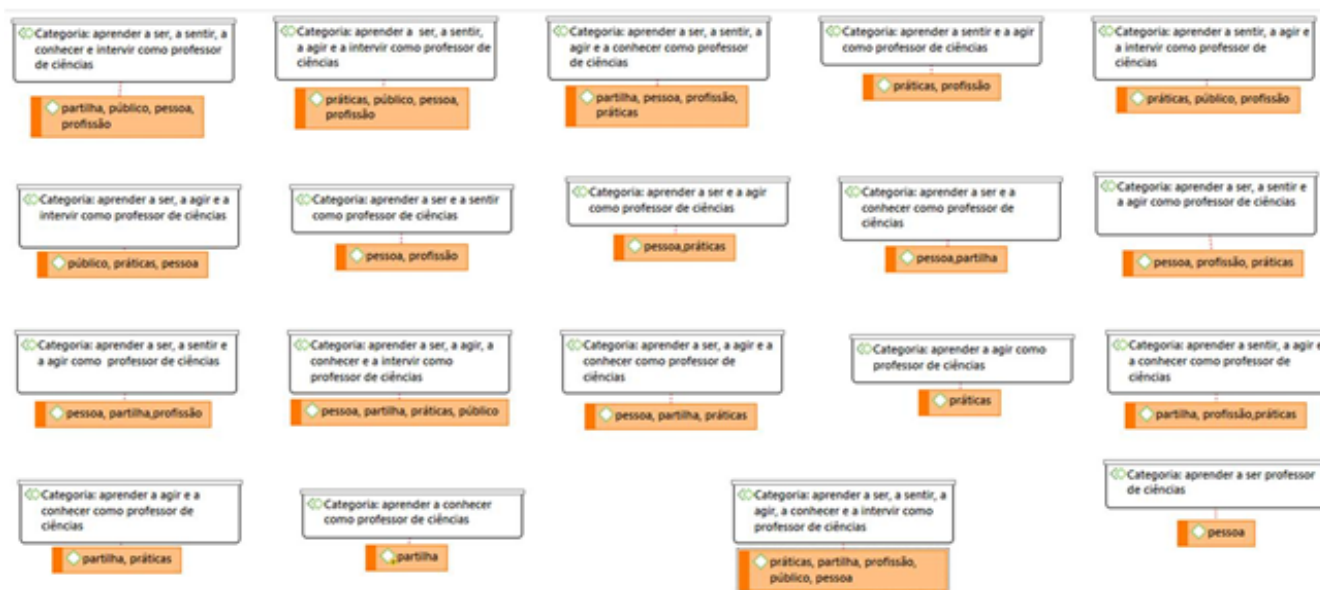 Categoria: aprender a ser, a sentir, a
conhecer e intervir como professor
de ciências
partilha, público, pessoa,
profissão
Categoria: aprender a ser, a sentir,
a agir e a intervir como professor de
ciências
práticas, público, pessoa,
profissão
Categoria: aprender a ser, a sentir, a
agir e a conhecer como professor
de ciências
partilha, pessoa, profissão,
práticas
Categoria: aprender a sentir e a agir
como professor de ciências
práticas, profissão
Categoria: aprender a sentir, a agir e
a intervir como professor de
ciências
práticas, público, profissão
Categoria: aprender a ser, a agir e a
intervir como professor de ciências
público, práticas, pessoa
Categoria: aprender a ser e a sentir
como professor de ciências
pessoa, profissão
Categoria: aprender a ser e a agir
como professor de ciências
pessoa,práticas
Categoria: aprender a ser e a
conhecer como professor de
ciências
pessoa,partilha
Categoria: aprender a ser, a sentir e
a agir como professor de ciências
pessoa, profissão, práticas
Categoria: aprender a ser, a sentir e
a agir como professor de ciências
pessoa, partilha,profissão
Categoria: aprender a ser, a agir, a
conhecer e a intervir como
professor de ciências
pessoa, partilha, práticas, público
Categoria: aprender a ser, a agir e a
conhecer como professor de
ciências
pessoa, partilha, práticas
Categoria: aprender a agir como
professor de ciências
práticas
Categoria: aprender a sentir, a agir e
a conhecer como professor de
ciências
partilha, profissão,práticas
Categoria: aprender a agir e a
conhecer como professor de
ciências
partilha, práticas
Categoria: aprender a conhecer
como professor de ciências
partilha
Categoria: aprender a ser, a sentir, a
agir, a conhecer e a intervir como
professor de ciências
práticas, partilha, profissão,
público, pessoa
Categoria: aprender a ser professor
de ciências
pessoa